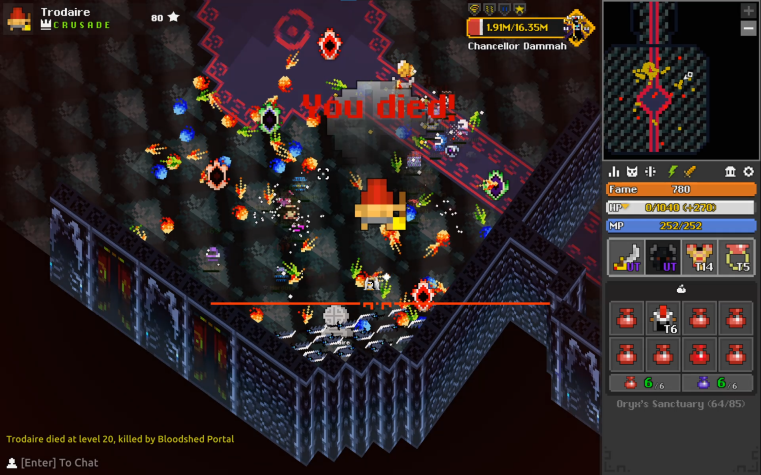 Trodaire
CRUSADE
80
1.91M/16.35M
Chancellor Dammah
You died!
Fame 780
HP 0/1040 (+270)
MP 252/252
UT UT T14 T5
T6
6/6 6/6
Oryx's Sanctuary (64/85)
Trodaire died at level 20, killed by Bloodshed Portal
[Enter] To Chat